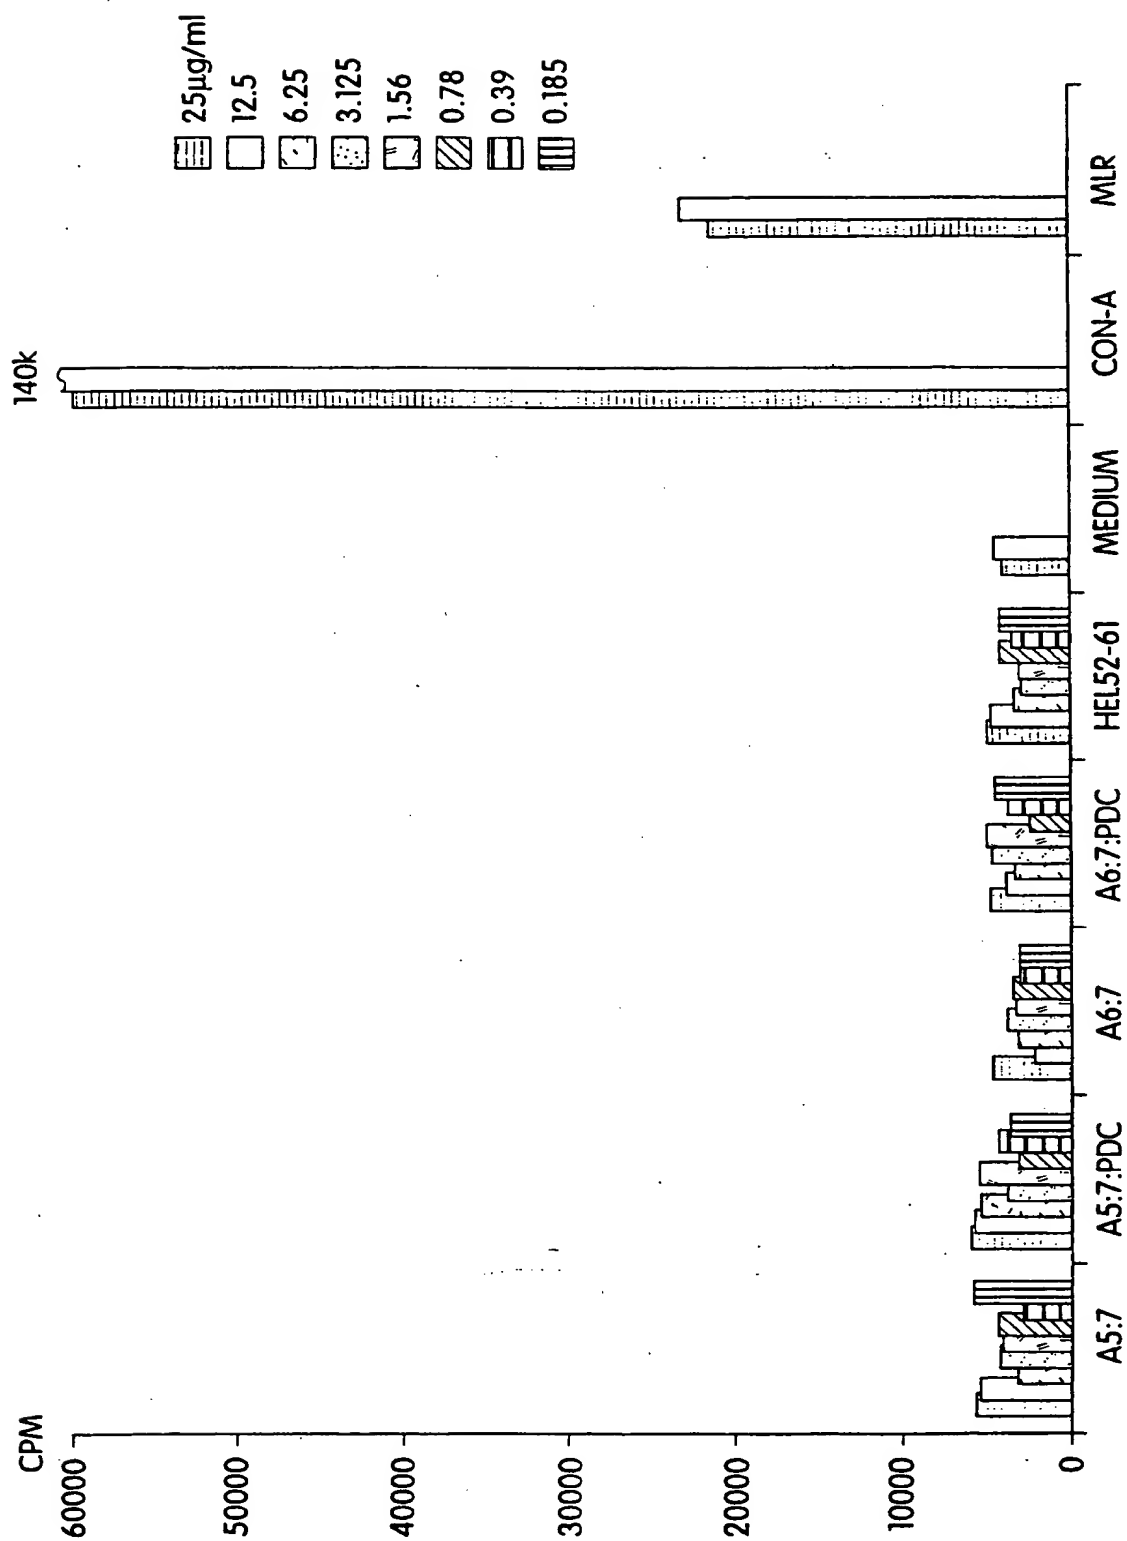 CPM
60000
50000
40000
30000
20000
10000
0
140k
25µg/ml
12.5
6.25
3.125
1.56
0.78
0.39
0.185
A5:7
A5:7:PDC
A6:7
A6:7:PDC
HEL52-61
MEDIUM
CON-A
MLR